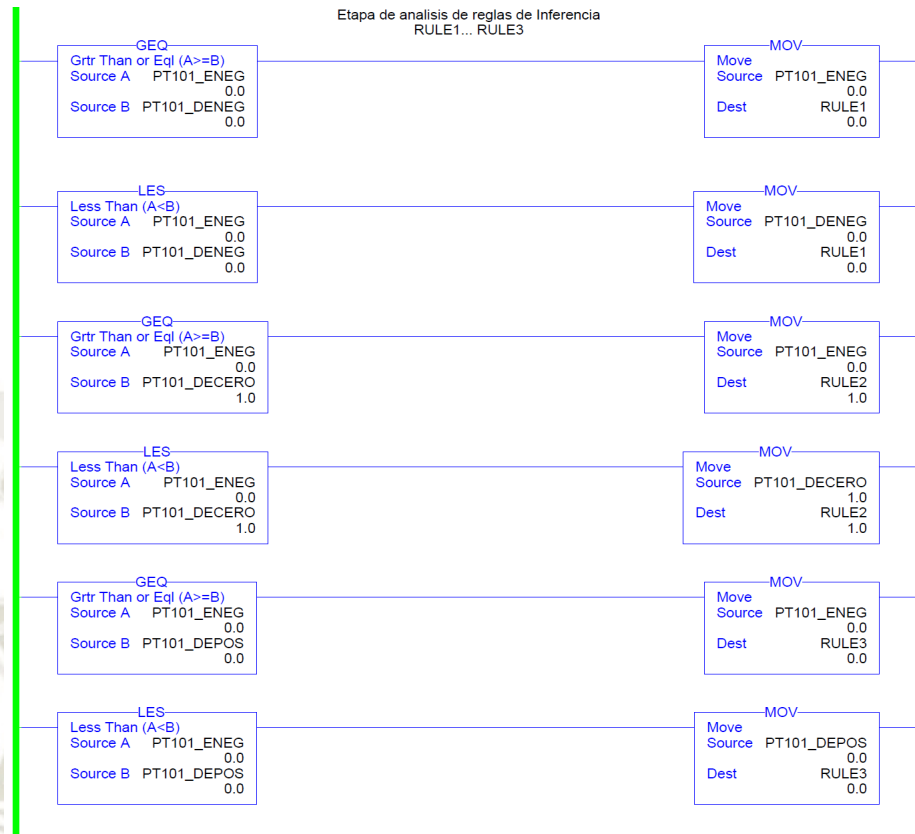 Etapa de analisis de reglas de Inferencia
RULE1... RULE3
GEQ
Grtr Than or Eql (A>=B)
Source A PT101_ENEG
0.0
Source B PT101_DENEG
0.0
MOV
Move
Source PT101_ENEG
0.0
Dest RULE1
0.0
LES
Less Than (A<B)
Source A PT101_ENEG
0.0
Source B PT101_DENEG
0.0
MOV
Move
Source PT101_DENEG
0.0
Dest RULE1
0.0
GEQ
Grtr Than or Eql (A>=B)
Source A PT101_ENEG
0.0
Source B PT101_DECERO
1.0
MOV
Move
Source PT101_ENEG
0.0
Dest RULE2
1.0
LES
Less Than (A<B)
Source A PT101_ENEG
0.0
Source B PT101_DECERO
1.0
MOV
Move
Source PT101_DECERO
1.0
Dest RULE2
1.0
GEQ
Grtr Than or Eql (A>=B)
Source A PT101_ENEG
0.0
Source B PT101_DEPOS
0.0
MOV
Move
Source PT101_ENEG
0.0
Dest RULE3
0.0
LES
Less Than (A<B)
Source A PT101_ENEG
0.0
Source B PT101_DEPOS
0.0
MOV
Move
Source PT101_DEPOS
0.0
Dest RULE3
0.0